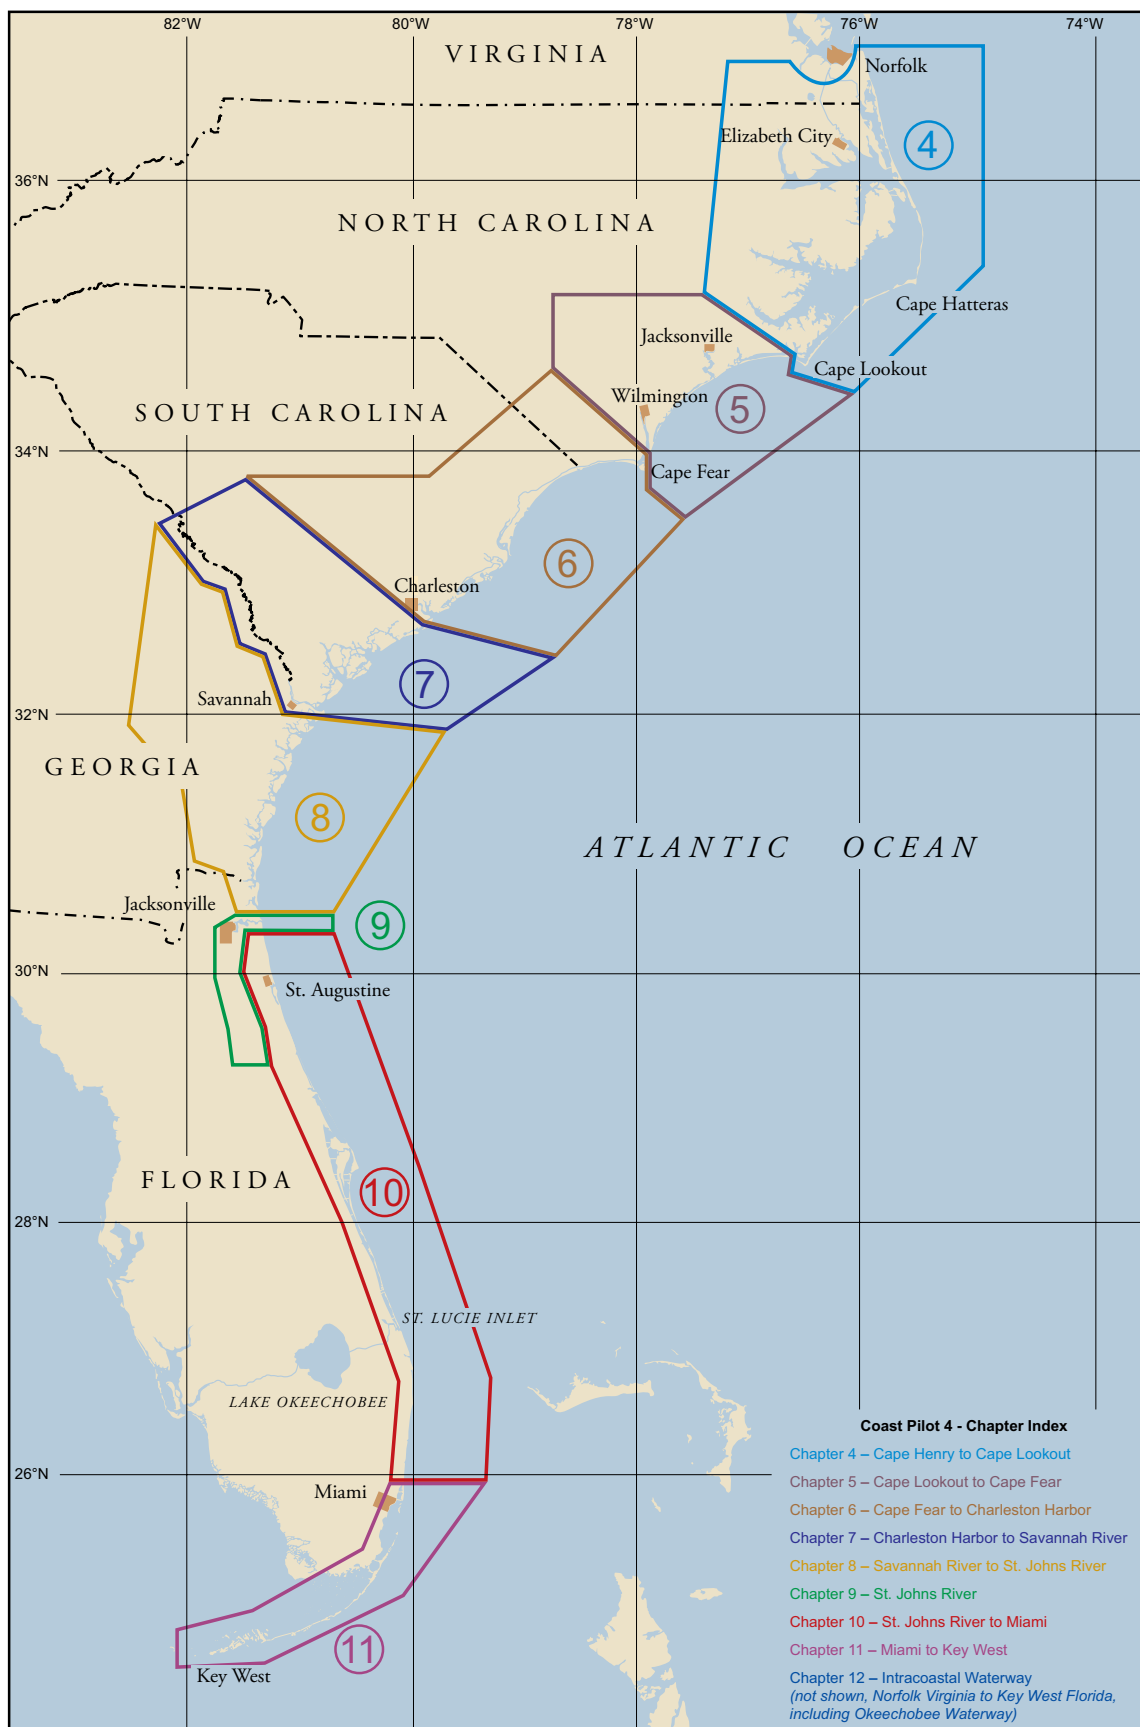 82°W
80°W
78°W
76°W
74°W
VIRGINIA
Norfolk
Elizabeth City
4
36°N
NORTH CAROLINA
Cape Hatteras
Jacksonville
Cape Lookout
Wilmington
5
SOUTH CAROLINA
34°N
Cape Fear
6
Charleston
7
Savannah
32°N
GEORGIA
8
ATLANTIC OCEAN
Jacksonville
9
30°N
St. Augustine
FLORIDA
10
28°N
ST. LUCIE INLET
LAKE OKEECHOBEE
26°N
Miami
11
Key West
Coast Pilot 4 - Chapter Index
Chapter 4 – Cape Henry to Cape Lookout
Chapter 5 – Cape Lookout to Cape Fear
Chapter 6 – Cape Fear to Charleston Harbor
Chapter 7 – Charleston Harbor to Savannah River
Chapter 8 – Savannah River to St. Johns River
Chapter 9 – St. Johns River
Chapter 10 – St. Johns River to Miami
Chapter 11 – Miami to Key West
Chapter 12 – Intracoastal Waterway
(not shown, Norfolk Virginia to Key West Florida,
including Okeechobee Waterway)